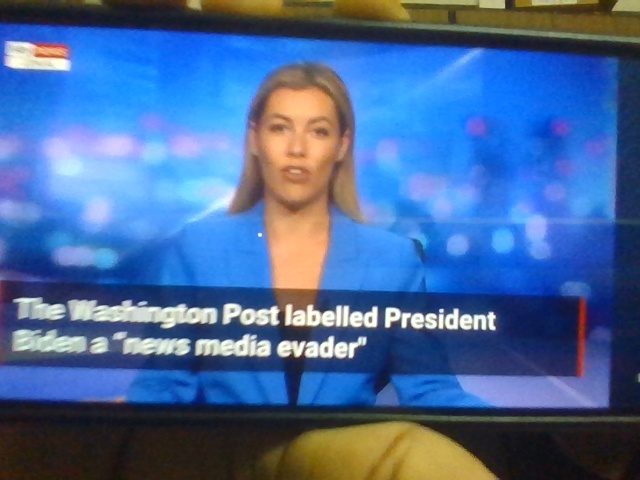 The Washington Post labelled President
Biden a "news media evader"